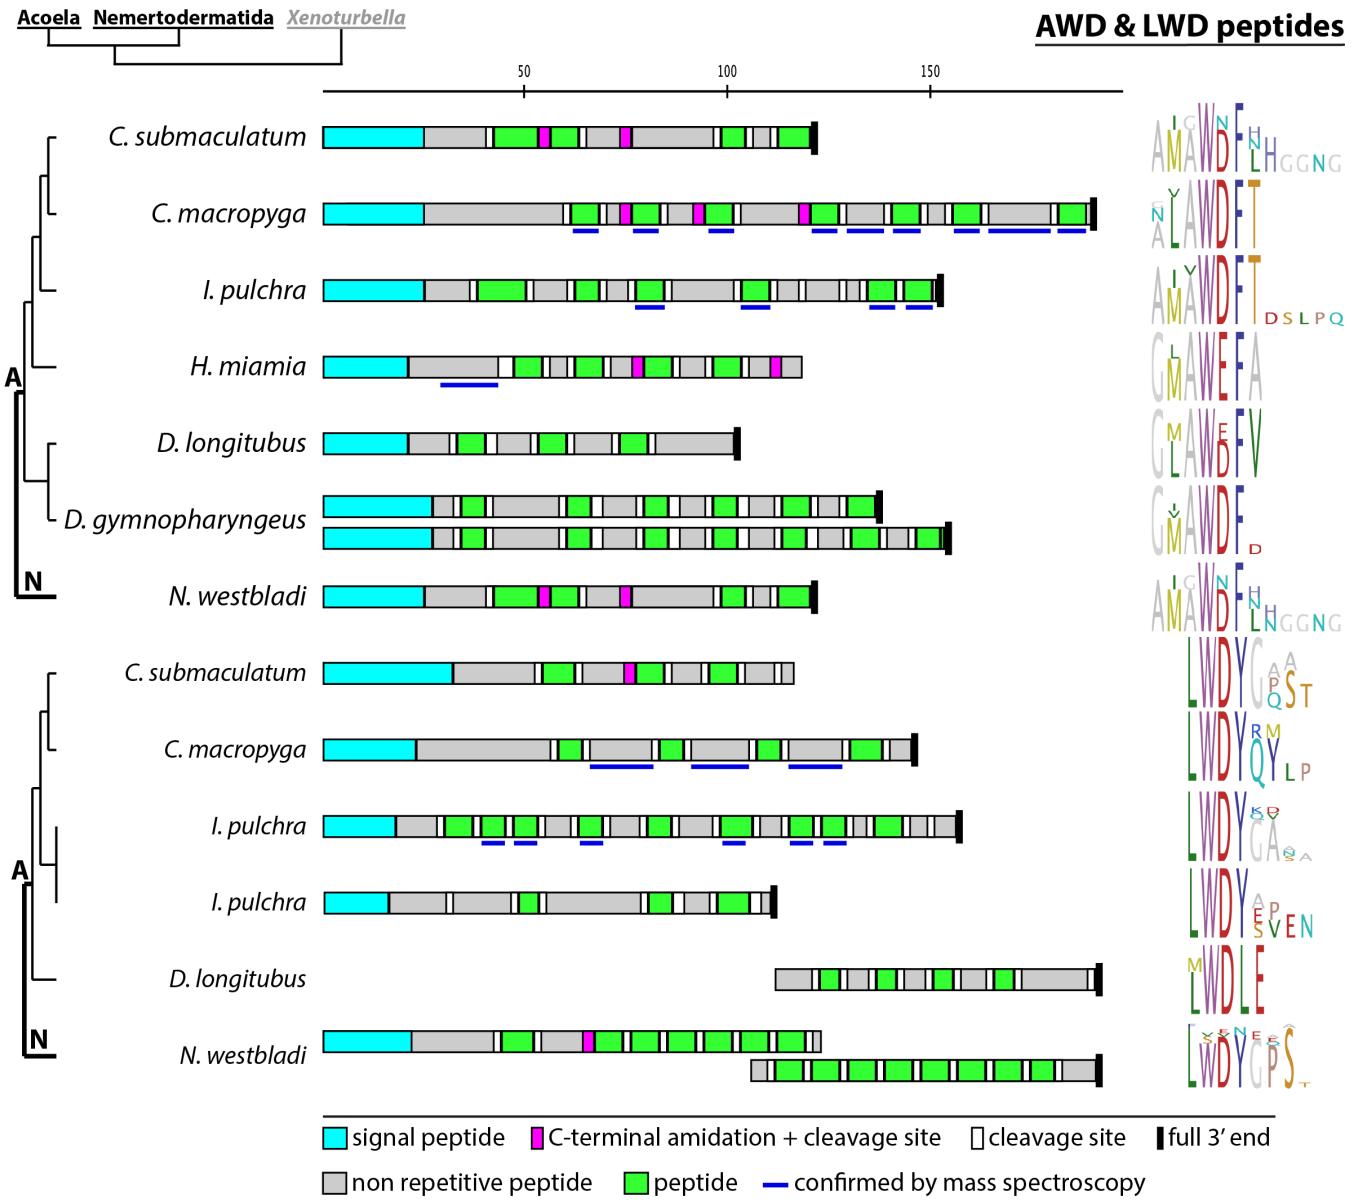 Acoela Nemertodermatida Xenoturbella
AWD & LWD peptides
50 100 150
C. submaculatum
C. macropyga
I. pulchra
H. miamia
A
D. longitubus
D. gymnopharyngeus
N
N. westbladi
C. submaculatum
C. macropyga
I. pulchra
A
I. pulchra
D. longitubus
N
N. westbladi
signal peptide C-terminal amidation + cleavage site cleavage site full 3’ end
non repetitive peptide peptide confirmed by mass spectroscopy